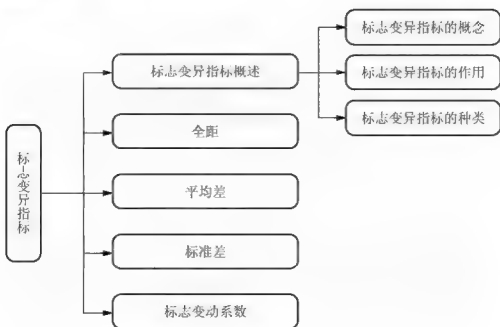 标志变异指标
标志变异指标概述
标志变异指标的概念
标志变异指标的作用
标志变异指标的种类
全距
平均差
标准差
标志变动系数